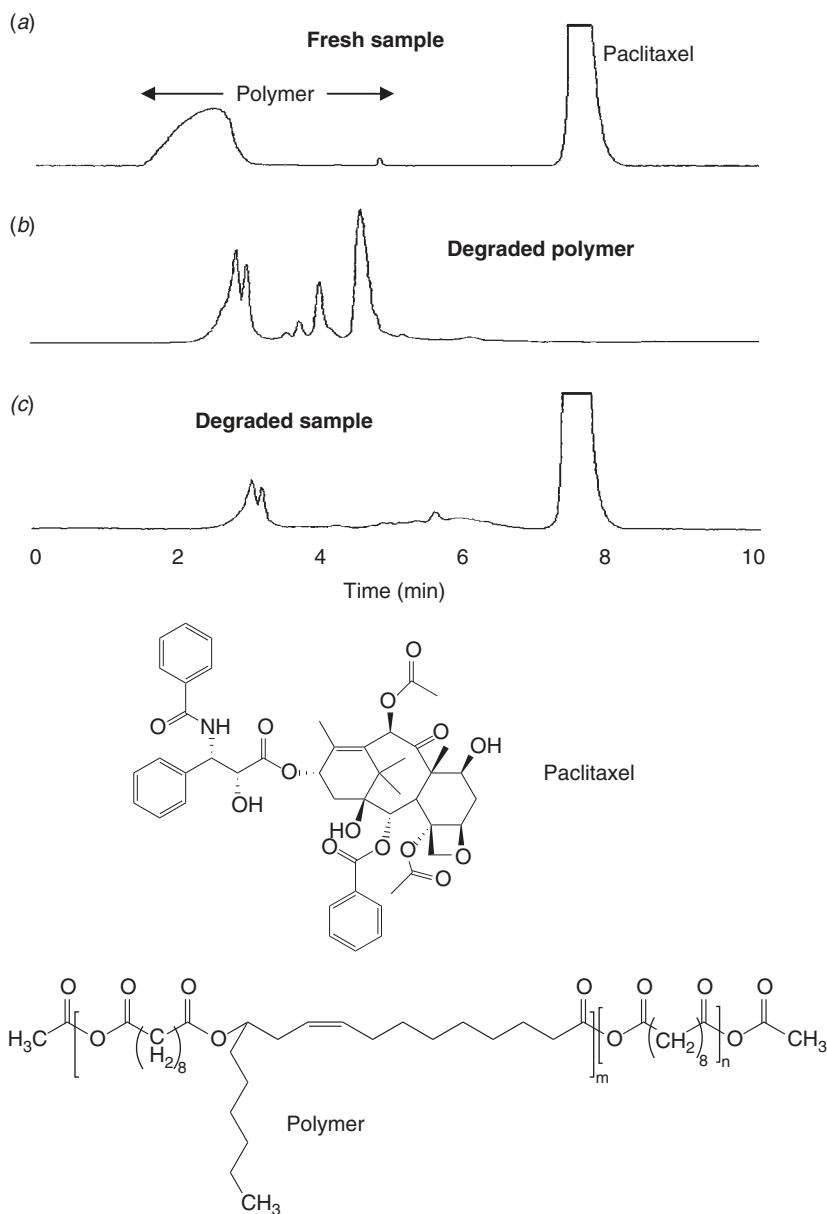 (a)
Fresh sample
Paclitaxel
Polymer
(b)
Degraded polymer
(c)
Degraded sample
0 2 4 6 8 10
Time (min)
O
O
NH
O
O
O
OH
O
O
OH
HO
O
O
O
O
O
Paclitaxel
O O O O O O
H3C O ( C H2 )8 O m O (CH2)8 n O CH3
Polymer
CH3